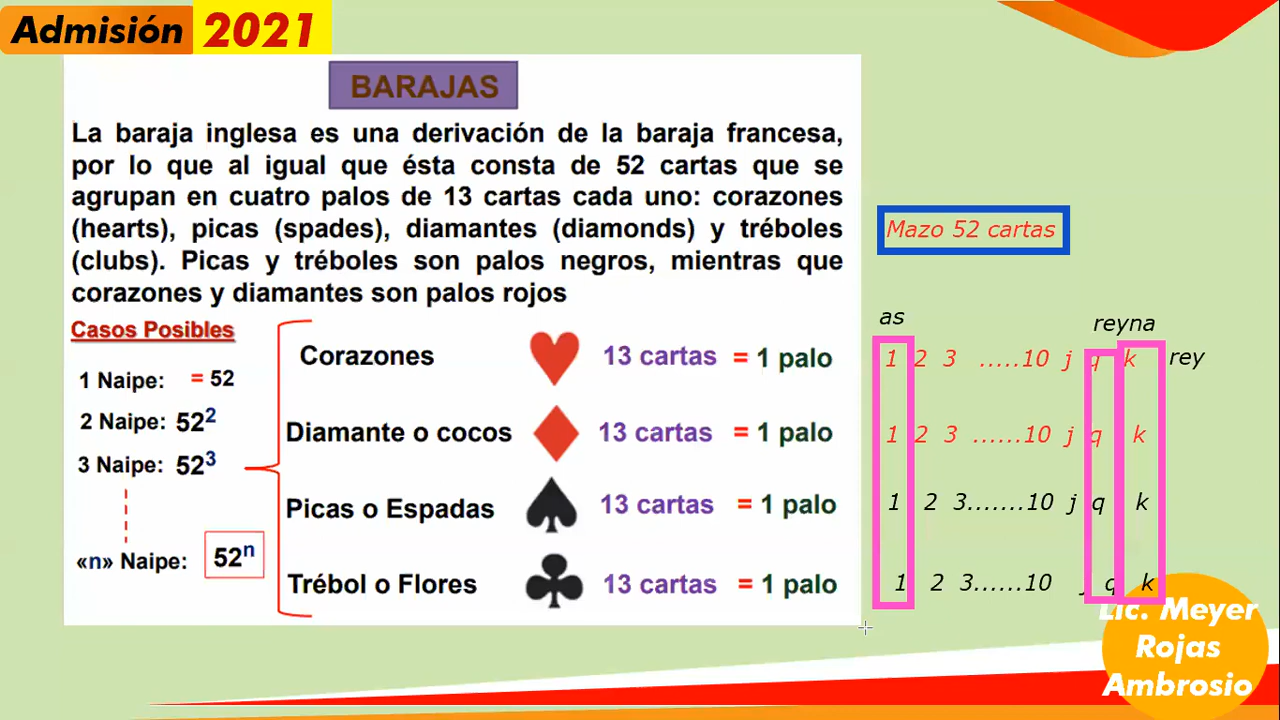 Admisión 2021
BARAJAS
La baraja inglesa es una derivación de la baraja francesa,
por lo que al igual que ésta consta de 52 cartas que se
agrupan en cuatro palos de 13 cartas cada uno: corazones
(hearts), picas (spades), diamantes (diamonds) y tréboles
(clubs). Picas y tréboles son palos negros, mientras que
corazones y diamantes son palos rojos
Casos Posibles
1 Naipe: = 52
2 Naipe: 52²
3 Naipe: 52³
«n» Naipe: 52ⁿ
Corazones 13 cartas = 1 palo
Diamante o cocos 13 cartas = 1 palo
Picas o Espadas 13 cartas = 1 palo
Trébol o Flores 13 cartas = 1 palo
Mazo 52 cartas
as
reyna
1 2 3 .....10 j q k rey
1 2 3 ......10 j q k
1 2 3.......10 j q k
1 2 3......10 j q k
Lic. Meyer
Rojas
Ambrosio